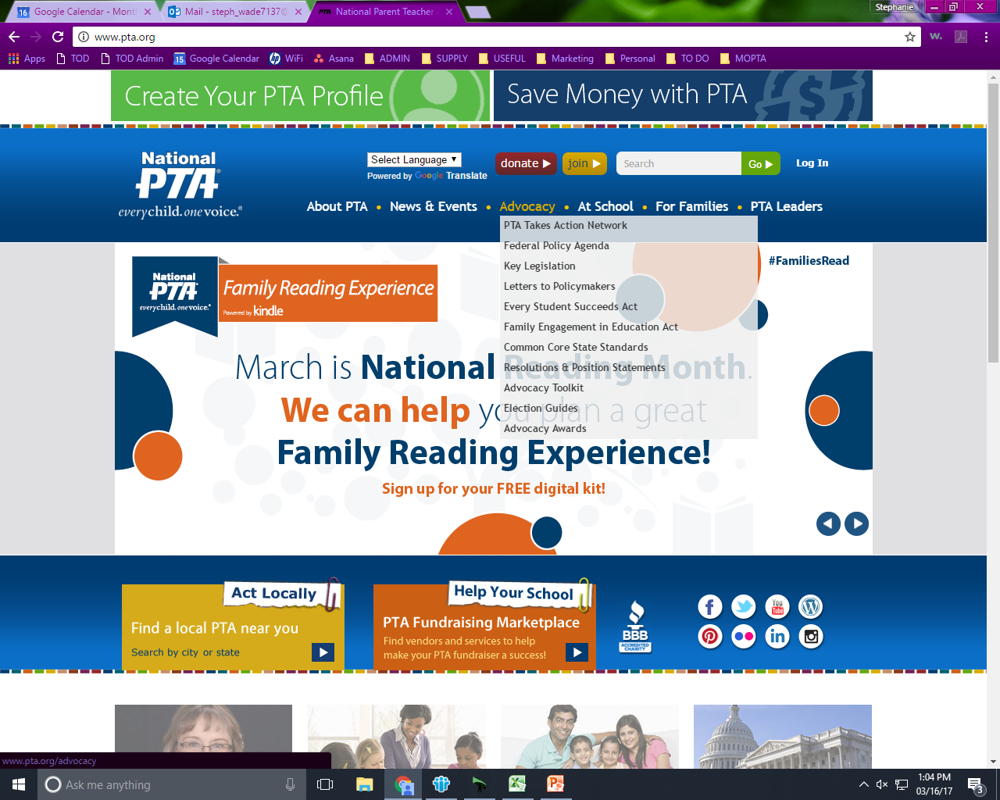 Google Calendar - Mont
Mail - steph_wade7137@
National Parent Teacher
Stephanie
www.pta.org
Apps
TOD
TOD Admin
15
Google Calendar
WiFi
Asana
ADMIN
SUPPLY
USEFUL
Marketing
Personal
TO DO
MOPTA
Create Your PTA Profile
Save Money with PTA
National
PTA
everychild.onevoice.®
Select Language
Powered by Google Translate
donate
join
Search
Go
Log In
About PTA • News & Events • Advocacy • At School • For Families • PTA Leaders
PTA Takes Action Network
Federal Policy Agenda
Key Legislation
Letters to Policymakers
Every Student Succeeds Act
Family Engagement in Education Act
Common Core State Standards
Resolutions & Position Statements
Advocacy Toolkit
Election Guides
Advocacy Awards
National
PTA
everychild.onevoice.®
Family Reading Experience
Powered by kindle
#FamiliesRead
March is National Reading Month.
We can help you plan a great
Family Reading Experience!
Sign up for your FREE digital kit!
Act Locally
Find a local PTA near you
Search by city or state
Help Your School
PTA Fundraising Marketplace
Find vendors and services to help
make your PTA fundraiser a success!
BBB
ACCREDITED
CHARITY
You
Tube
www.pta.org/advocacy
Ask me anything
1:04 PM
03/16/17
3